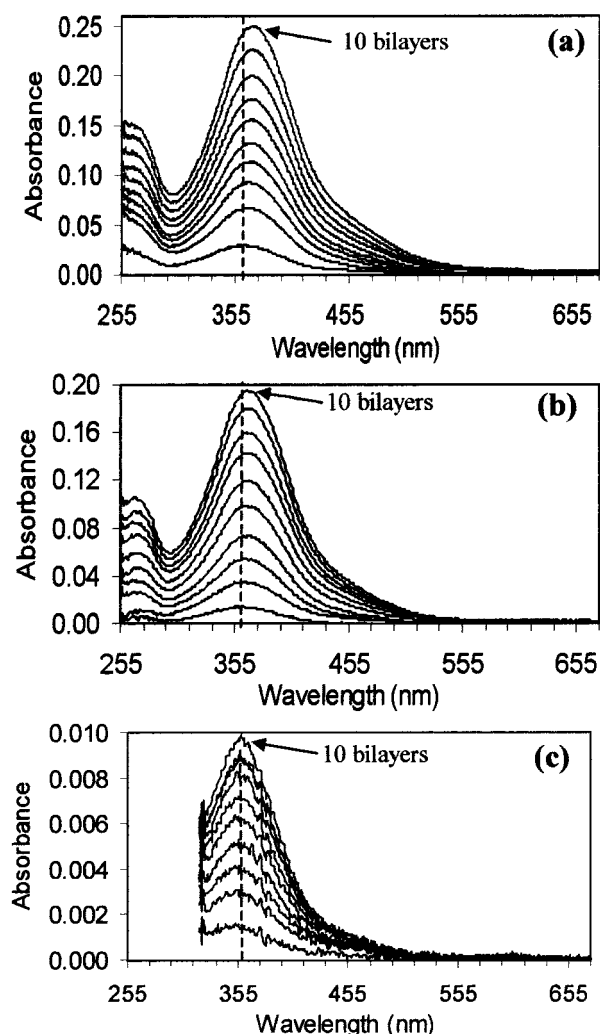 (a)
10 bilayers
Absorbance
0.25
0.20
0.15
0.10
0.05
0.00
255 355 455 555 655
Wavelength (nm)
(b)
10 bilayers
Absorbance
0.20
0.16
0.12
0.08
0.04
0.00
255 355 455 555 655
Wavelength (nm)
(c)
10 bilayers
Absorbance
0.010
0.008
0.006
0.004
0.002
0.000
255 355 455 555 655
Wavelength (nm)